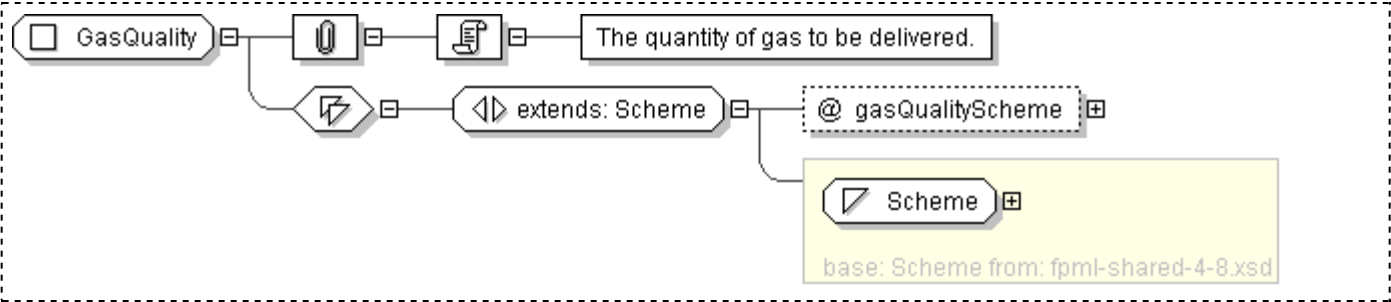 GasQuality
The quantity of gas to be delivered.
extends: Scheme
@ gasQualityScheme
Scheme
base: Scheme from: fpml-shared-4-8.xsd